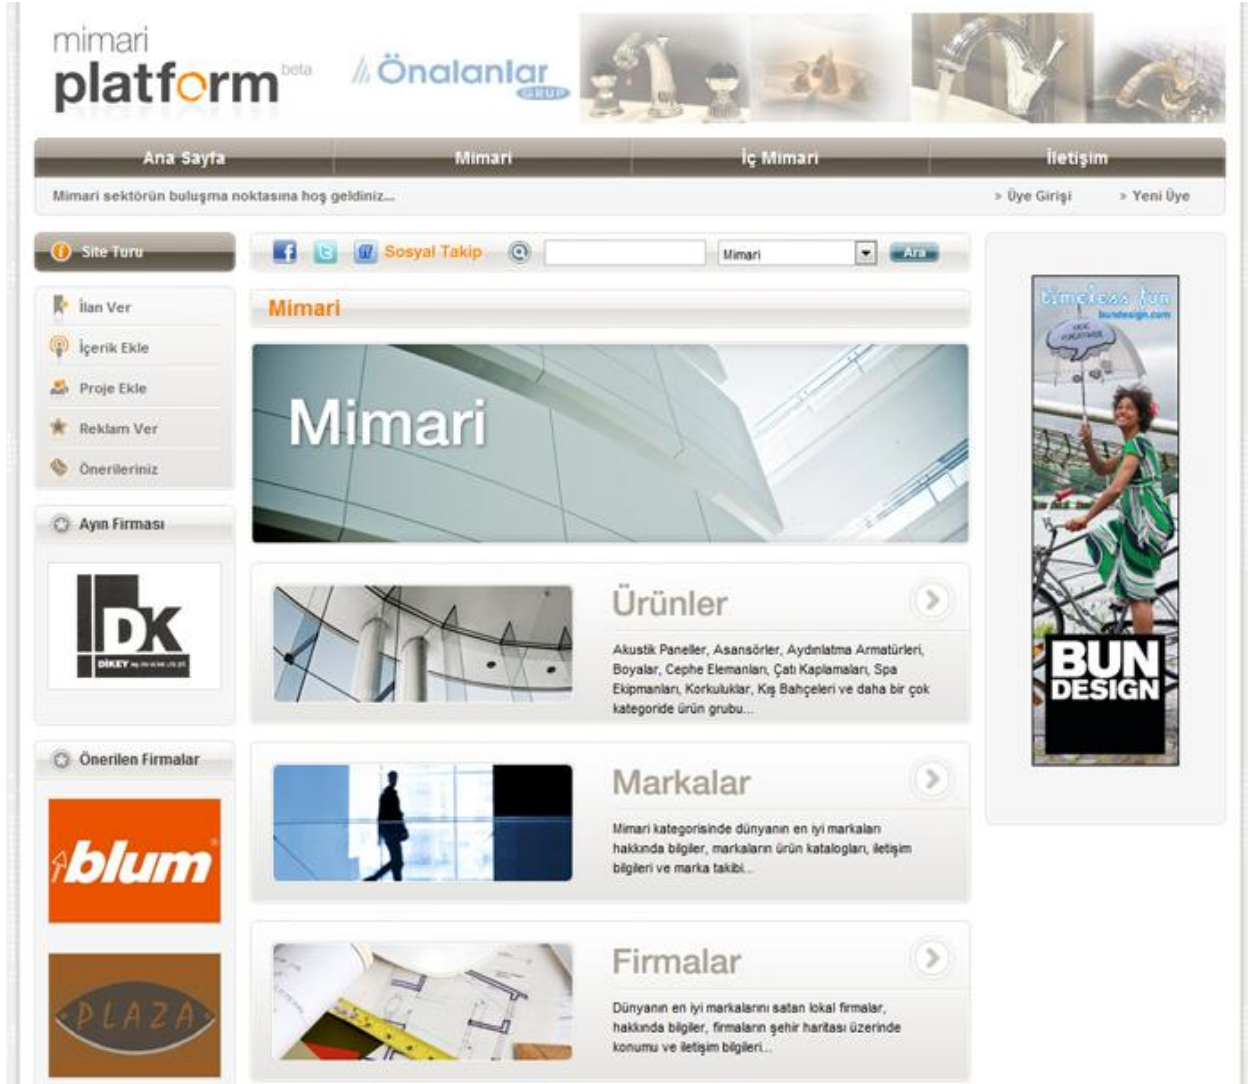 mimari
platform beta
Önalanlar
GRUP
Ana Sayfa
Mimari
İç Mimari
İletişim
Mimari sektörün buluşma noktasına hoş geldiniz...
» Üye Girişi
» Yeni Üye
Site Turu
İlan Ver
İçerik Ekle
Proje Ekle
Reklam Ver
Önerileriniz
Ayın Firması
DK
DİKEY
Önerilen Firmalar
blum
PLAZA
Sosyal Takip
Mimari
Ara
Mimari
Mimari
Ürünler
Akustik Paneller, Asansörler, Aydınlatma Armatürleri,
Boyalar, Cephe Elemanları, Çatı Kaplamaları, Spa
Ekipmanları, Korkuluklar, Kış Bahçeleri ve daha bir çok
kategoride ürün grubu...
Markalar
Mimari kategorisinde dünyanın en iyi markaları
hakkında bilgiler, markaların ürün katalogları, iletişim
bilgileri ve marka takibi...
Firmalar
Dünyanın en iyi markalarını satan lokal firmalar,
hakkında bilgiler, firmaların şehir haritası üzerinde
konumu ve iletişim bilgileri...
timeless fun
bundesign.com
BUN
DESIGN